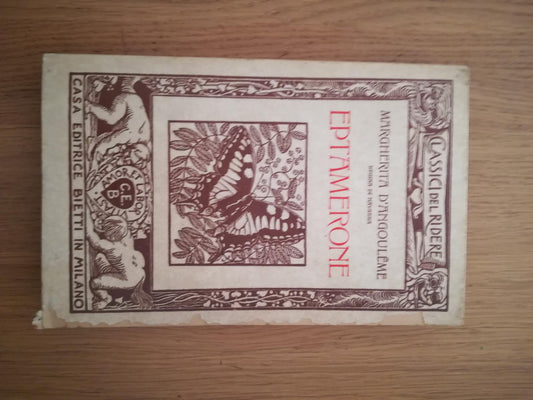 CLASSICI DEL RIDERE
MARGHERITA D'ANGOULÊME
REGINA DI NAVARRA
EPTAMERONE
C.E.
B
CASA EDITRICE BIETTI IN MILANO